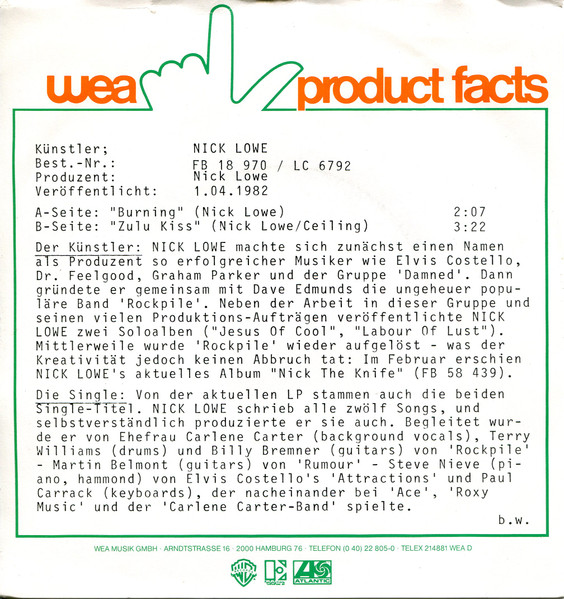 wea product facts
Künstler; NICK LOWE
Best.-Nr.: FB 18 970 / LC 6792
Produzent: Nick Lowe
Veröffentlicht: 1.04.1982
A-Seite: "Burning" (Nick Lowe) 2:07
B-Seite: "Zulu Kiss" (Nick Lowe/Ceiling) 3:22
Der Künstler: NICK LOWE machte sich zunächst einen Namen
als Produzent so erfolgreicher Musiker wie Elvis Costello,
Dr. Feelgood, Graham Parker und der Gruppe 'Damned'. Dann
gründete er gemeinsam mit Dave Edmunds die ungeheuer popu-
läre Band 'Rockpile'. Neben der Arbeit in dieser Gruppe und
seinen vielen Produktions-Aufträgen veröffentlichte NICK
LOWE zwei Soloalben ("Jesus Of Cool", "Labour Of Lust").
Mittlerweile wurde 'Rockpile' wieder aufgelöst - was der
Kreativität jedoch keinen Abbruch tat: Im Februar erschien
NICK LOWE's aktuelles Album "Nick The Knife" (FB 58 439).
Die Single: Von der aktuellen LP stammen auch die beiden
Single-Titel. NICK LOWE schrieb alle zwölf Songs, und
selbstverständlich produzierte er sie auch. Begleitet wur-
de er von Ehefrau Carlene Carter (background vocals), Terry
Williams (drums) und Billy Bremner (guitars) von 'Rockpile'
- Martin Belmont (guitars) von 'Rumour' - Steve Nieve (pi-
ano, hammond) von Elvis Costello's 'Attractions' und Paul
Carrack (keyboards), der nacheinander bei 'Ace', 'Roxy
Music' und der 'Carlene Carter-Band' spielte.
b.w.
WEA MUSIK GMBH · ARNDTSTRASSE 16 · 2000 HAMBURG 76 · TELEFON (0 40) 22 805-0 · TELEX 214881 WEA D
ATLANTIC